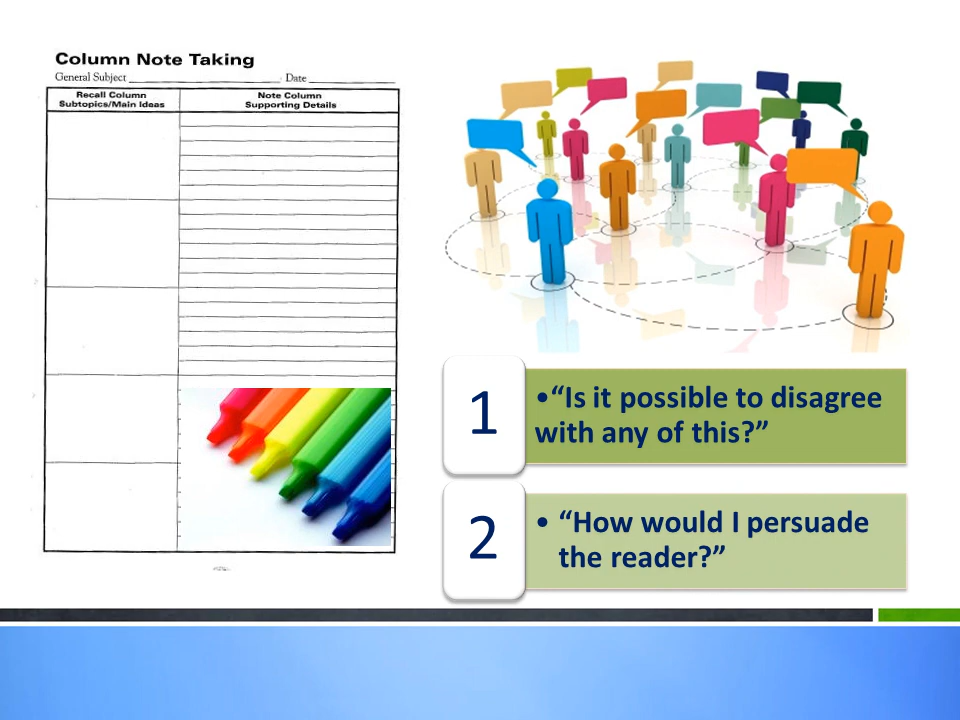 Column Note Taking
General Subject Date
Recall Column Note Column
Subtopics/Main Ideas Supporting Details
1
•“Is it possible to disagree
with any of this?”
2
• “How would I persuade
the reader?”